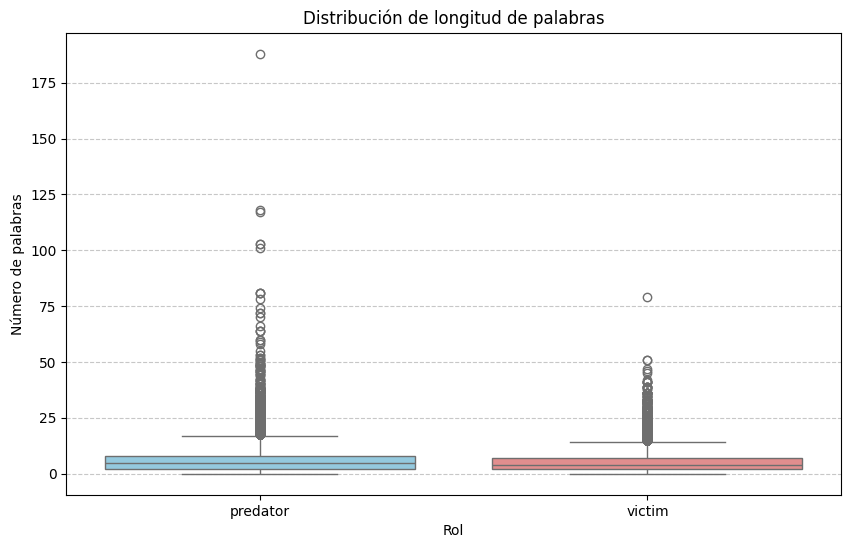 Distribución de longitud de palabras
175
150
125
100
75
50
25
0
Número de palabras
predator
victim
Rol